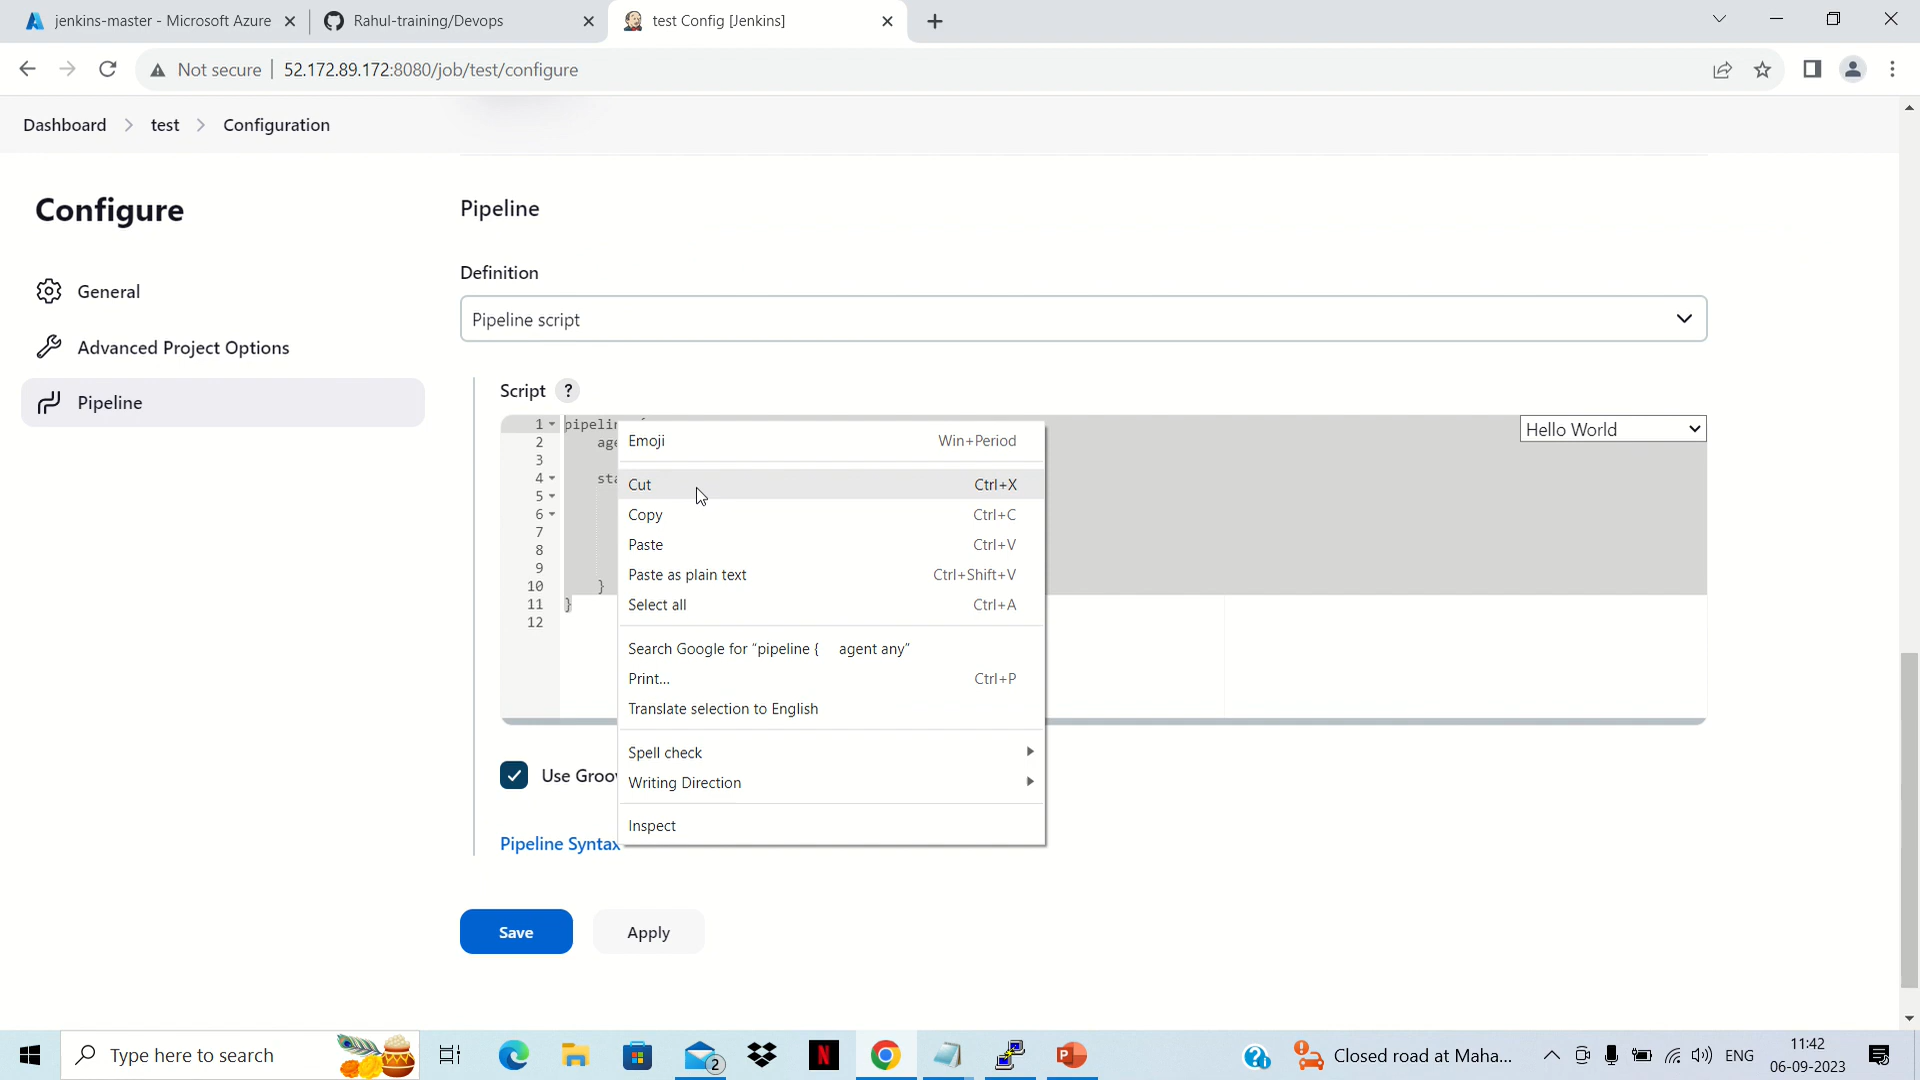 jenkins-master - Microsoft Azure
Rahul-training/Devops
test Config [Jenkins]
Not secure
52.172.89.172:8080/job/test/configure
Dashboard test Configuration
Configure
General
Advanced Project Options
Pipeline
Pipeline
Definition
Pipeline script
Script ?
1
2
3
4
5
6
7
8
9
10 }
11 }
12
Hello World
Emoji Win+Period
Cut Ctrl+X
Copy Ctrl+C
Paste Ctrl+V
Paste as plain text Ctrl+Shift+V
Select all Ctrl+A
Search Google for "pipeline { agent any"
Print... Ctrl+P
Translate selection to English
Spell check
Writing Direction
Inspect
Use
Pipeline Syntax
Save Apply
Type here to search
2
Closed road at Maha...
ENG
11:42
06-09-2023